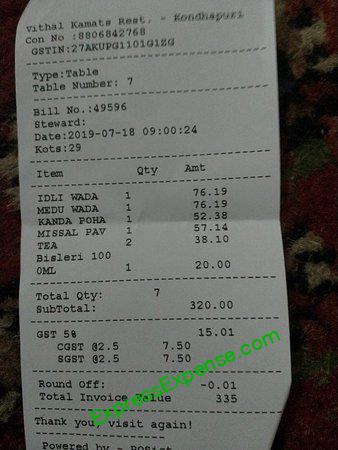 Vithal Kamats Rest. - Kondhapuri
Con No :8806842768
GSTIN:27AKUPG1101G1ZG
Type:Table
Table Number: 7
Bill No.:49596
Steward:
Date:2019-07-18 09:00:24
Kots:29
Item Qty Amt
IDLI WADA 1 76.19
MEDU WADA 1 76.19
KANDA POHA 1 52.38
MISSAL PAV 1 57.14
TEA 2 38.10
Bisleri 100
0ML 1 20.00
Total Qty: 7
SubTotal: 320.00
GST 5% 15.01
CGST @2.5 7.50
SGST @2.5 7.50
Round Off: -0.01
Total Invoice Value 335
Thank you, visit again!
Powered by - POSist
ExpressExpense.com